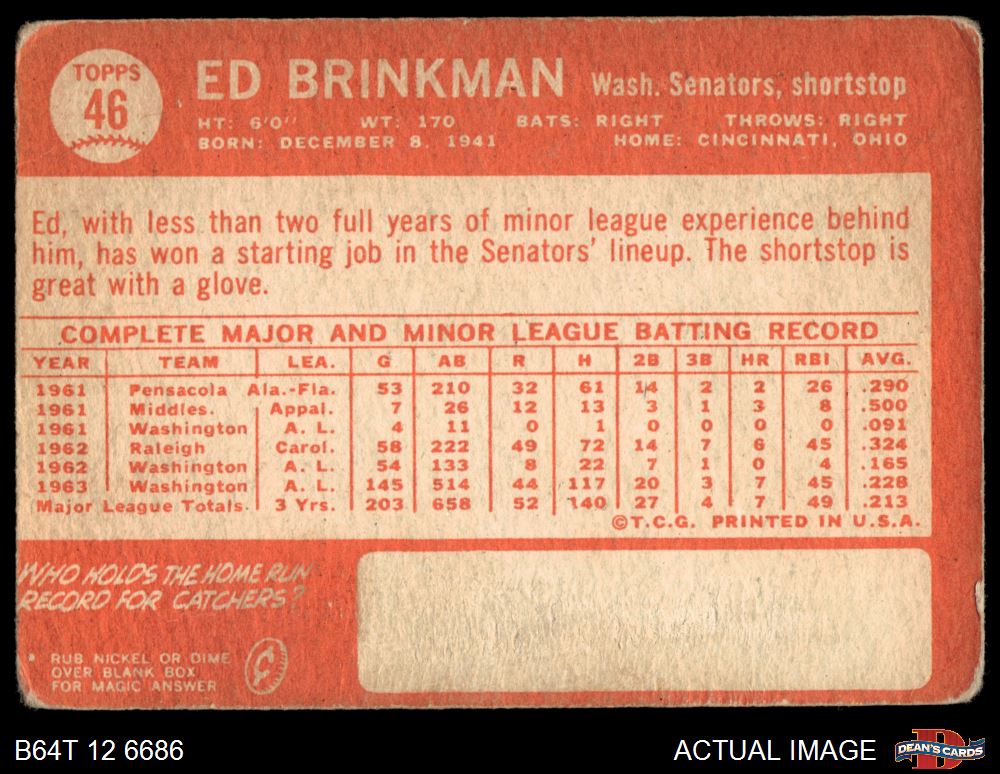 TOPPS
46
ED BRINKMAN Wash. Senators, shortstop
HT: 6'0" WT: 170 BATS: RIGHT THROWS: RIGHT
BORN: DECEMBER 8, 1941 HOME: CINCINNATI, OHIO
Ed, with less than two full years of minor league experience behind
him, has won a starting job in the Senators' lineup. The shortstop is
great with a glove.
COMPLETE MAJOR AND MINOR LEAGUE BATTING RECORD
YEAR TEAM LEA. G AB R H 2B 3B HR RBI AVG.
1961 Pensacola Ala.-Fla. 53 210 32 61 14 2 2 26 .290
1961 Middles. Appal. 7 26 12 13 3 1 3 8 .500
1961 Washington A. L. 4 11 0 1 0 0 0 0 .091
1962 Raleigh Carol. 58 222 49 72 14 7 6 45 .324
1962 Washington A. L. 54 133 8 22 7 1 0 4 .165
1963 Washington A. L. 145 514 44 117 20 3 7 45 .228
Major League Totals. 3 Yrs. 203 658 52 140 27 4 7 49 .213
©T.C.G. PRINTED IN U.S.A.
WHO HOLDS THE HOME RUN
RECORD FOR CATCHERS?
* RUB NICKEL OR DIME
OVER BLANK BOX
FOR MAGIC ANSWER
B64T 12 6686 ACTUAL IMAGE DEAN'S CARDS